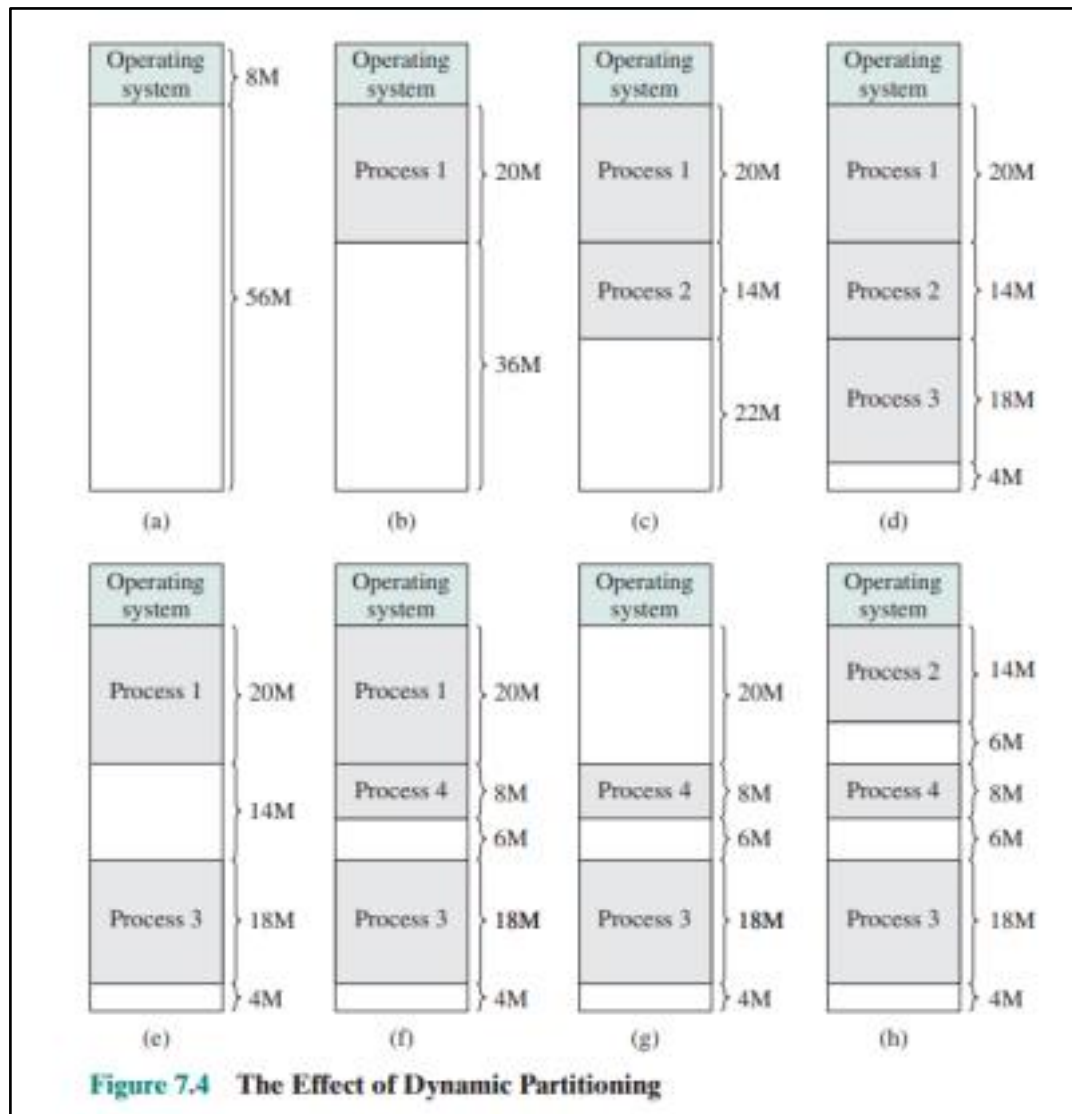 Operating
system
8M
56M
(a)
Operating
system
Process 1
20M
36M
(b)
Operating
system
Process 1
20M
Process 2
14M
22M
(c)
Operating
system
Process 1
20M
Process 2
14M
Process 3
18M
4M
(d)
Operating
system
Process 1
20M
14M
Process 3
18M
4M
(e)
Operating
system
Process 1
20M
Process 4
8M
6M
Process 3
18M
4M
(f)
Operating
system
20M
Process 4
8M
6M
Process 3
18M
4M
(g)
Operating
system
Process 2
14M
6M
Process 4
8M
6M
Process 3
18M
4M
(h)
Figure 7.4 The Effect of Dynamic Partitioning